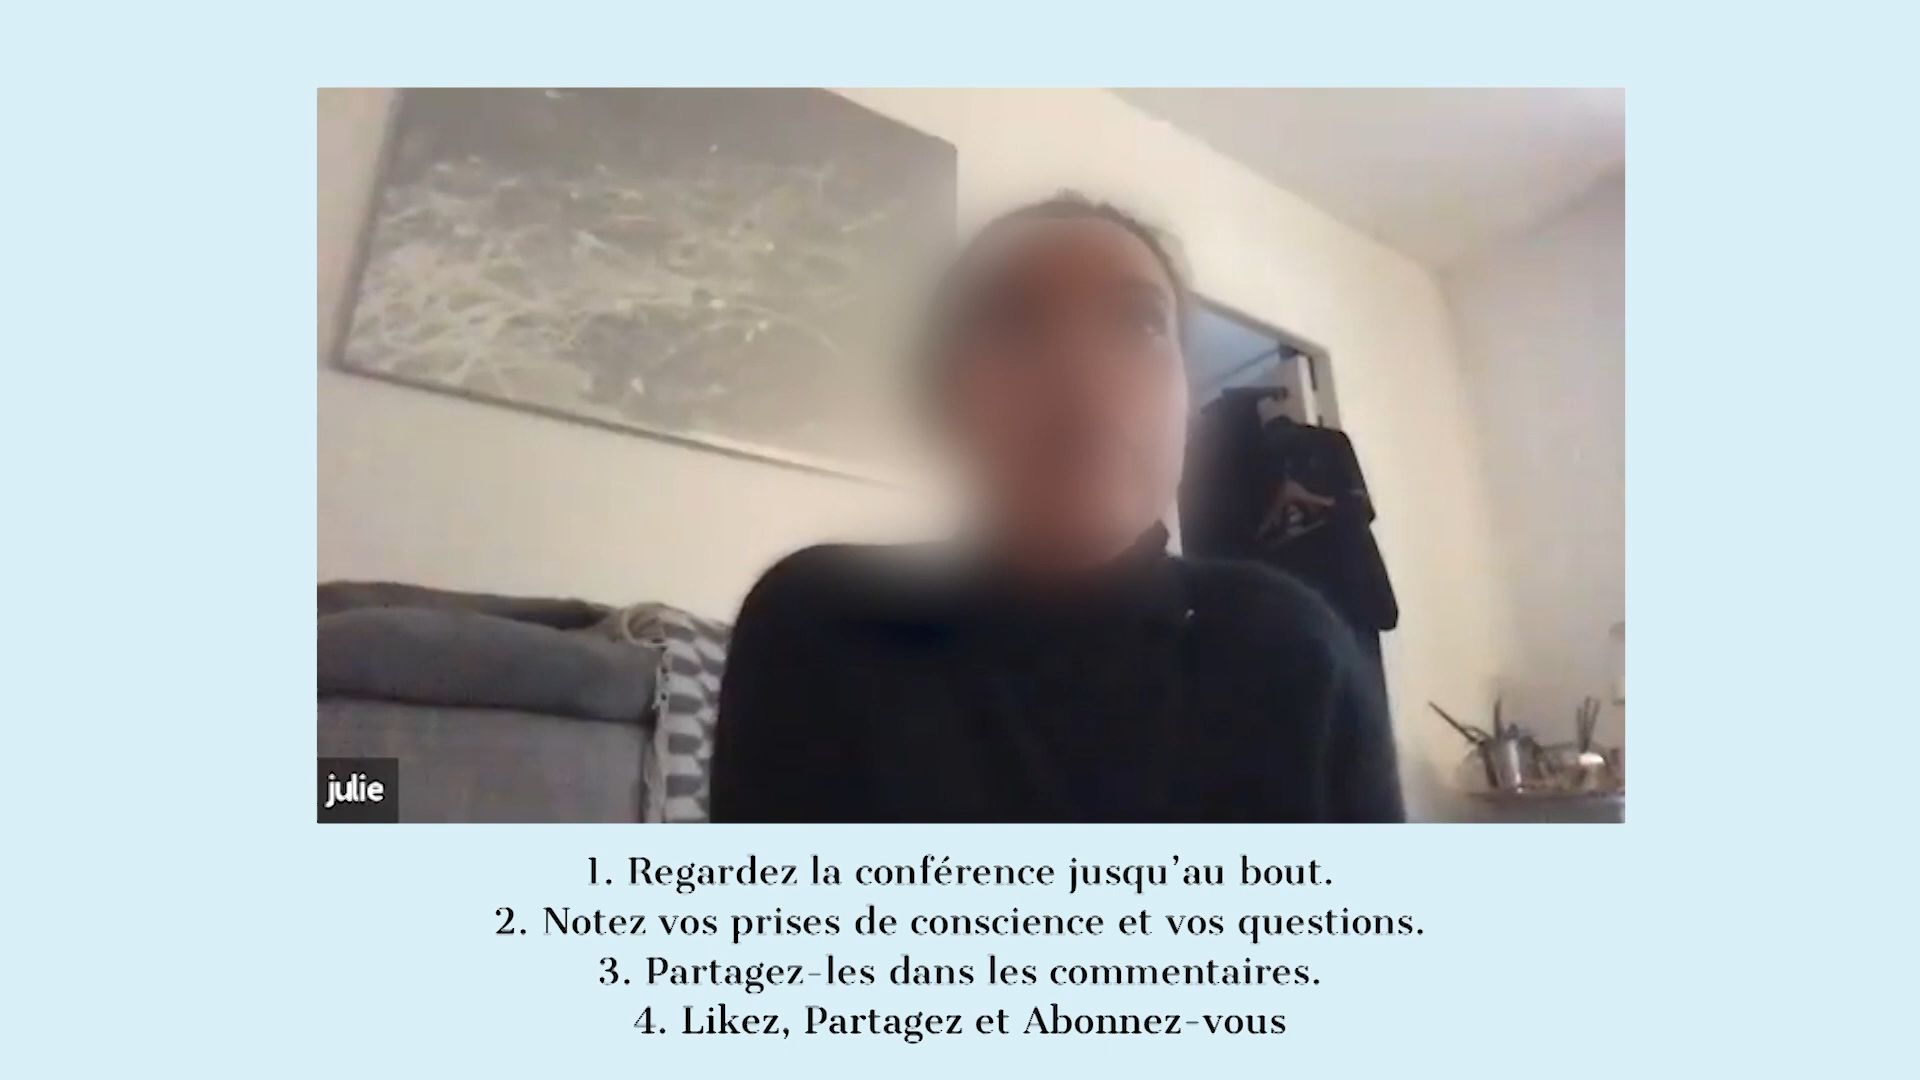 julie
1. Regardez la conférence jusqu'au bout.
2. Notez vos prises de conscience et vos questions.
3. Partagez-les dans les commentaires.
4. Likez, Partagez et Abonnez-vous